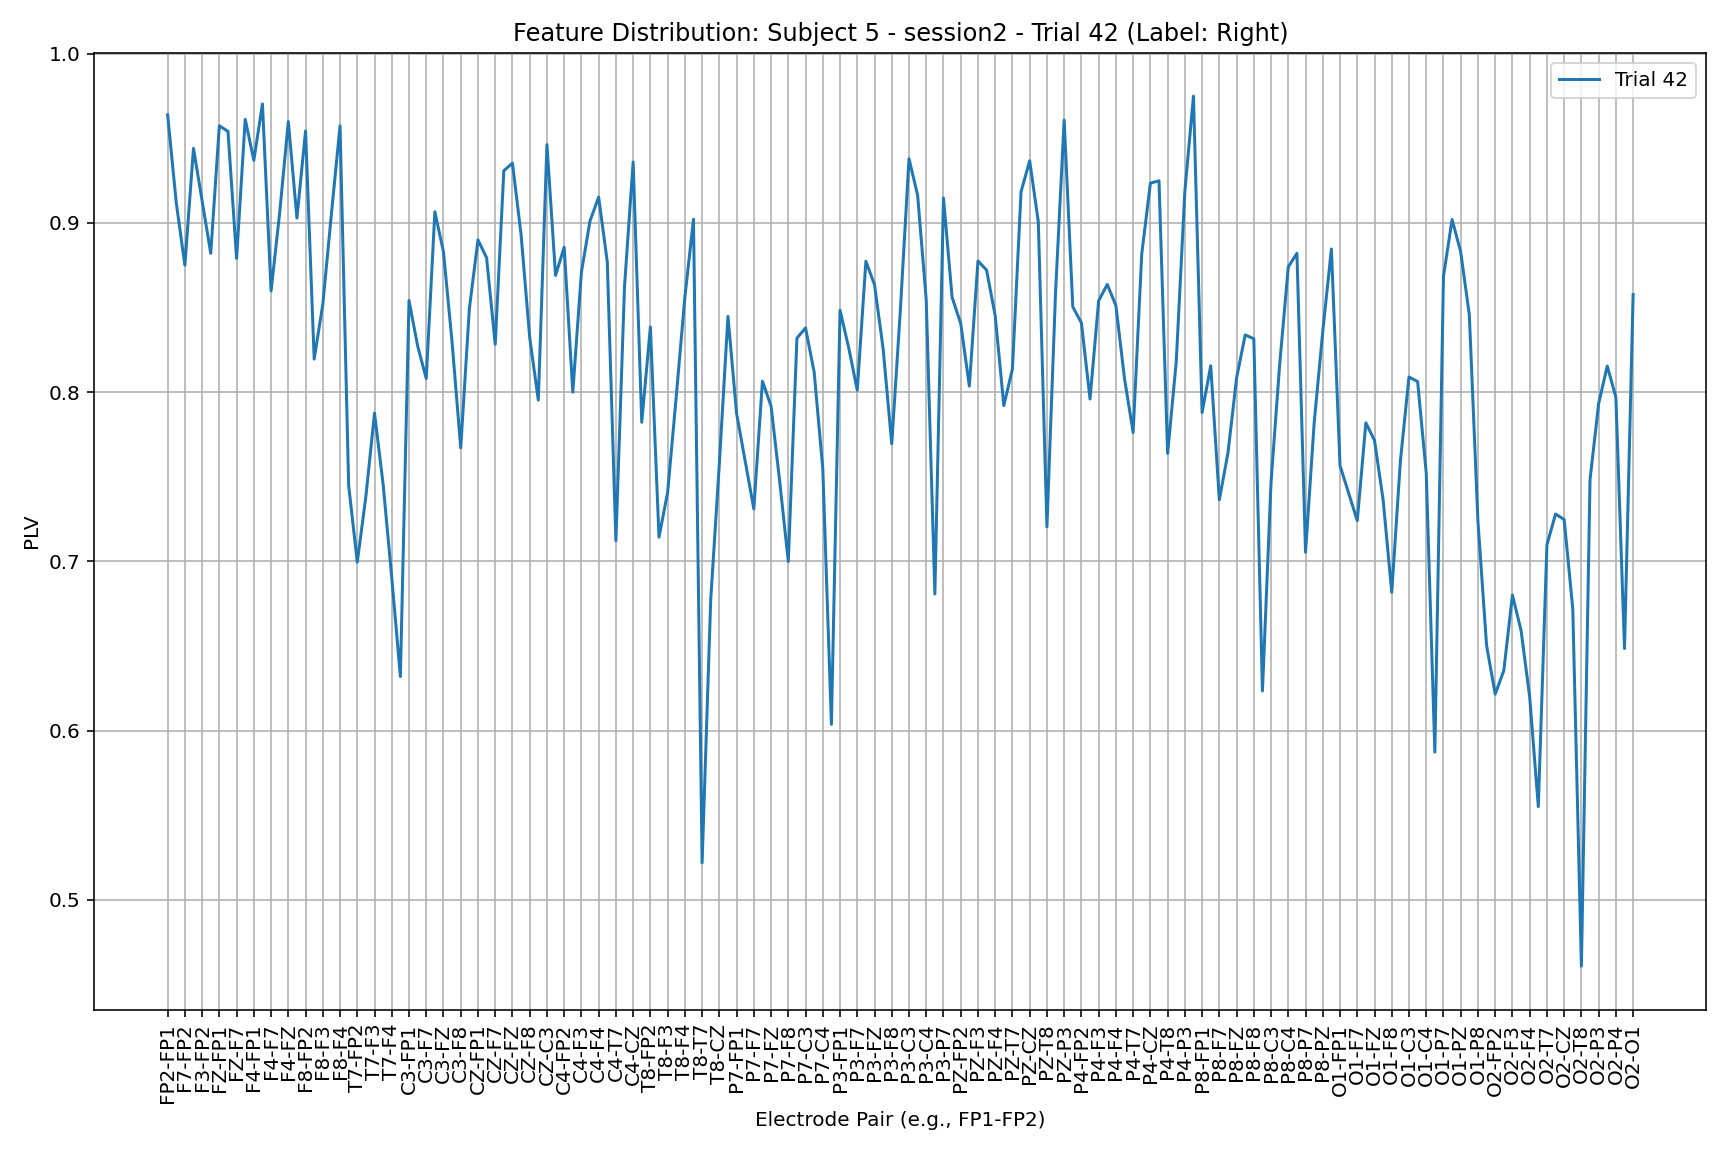 Feature Distribution: Subject 5 - session2 - Trial 42 (Label: Right)
Trial 42
1.0
0.9
0.8
0.7
0.6
0.5
PLV
FP2-FP1
F7-FP2
F3-FP2
FZ-FP1
FZ-F7
F4-FP1
F4-F7
F4-FZ
F8-FP2
F8-F3
F8-F4
T7-FP2
T7-F3
T7-F4
C3-FP1
C3-F7
C3-FZ
C3-F8
CZ-FP1
CZ-F7
CZ-FZ
CZ-F8
CZ-C3
C4-FP2
C4-F3
C4-F4
C4-T7
C4-CZ
T8-FP2
T8-F3
T8-F4
T8-T7
T8-CZ
P7-FP1
P7-F7
P7-FZ
P7-F8
P7-C3
P7-C4
P3-FP1
P3-F7
P3-FZ
P3-F8
P3-C3
P3-C4
P3-P7
PZ-FP2
PZ-F3
PZ-F4
PZ-T7
PZ-CZ
PZ-T8
PZ-P3
P4-FP2
P4-F3
P4-F4
P4-T7
P4-CZ
P4-T8
P4-P3
P8-FP1
P8-F7
P8-FZ
P8-F8
P8-C3
P8-C4
P8-P7
P8-PZ
O1-FP1
O1-F7
O1-FZ
O1-F8
O1-C3
O1-C4
O1-P7
O1-PZ
O1-P8
O2-FP2
O2-F3
O2-F4
O2-T7
O2-CZ
O2-T8
O2-P3
O2-P4
O2-O1
Electrode Pair (e.g., FP1-FP2)